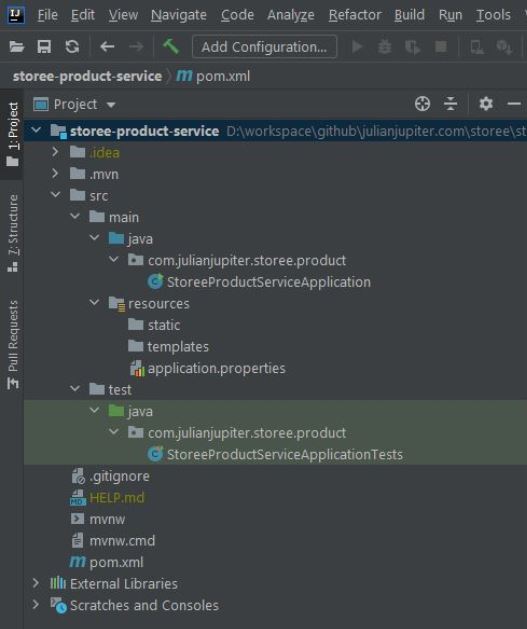 IJ File Edit View Navigate Code Analyze Refactor Build Run Tools
Add Configuration...
storee-product-service m pom.xml
Project
1: Project
storee-product-service D:\workspace\github\julianjupiter.com\storee\st
.idea
.mvn
src
Z: Structure
main
java
com.julianjupiter.storee.product
StoreeProductServiceApplication
Pull Requests
resources
static
templates
application.properties
test
java
com.julianjupiter.storee.product
StoreeProductServiceApplicationTests
.gitignore
MD HELP.md
mvnw
mvnw.cmd
m pom.xml
External Libraries
Scratches and Consoles